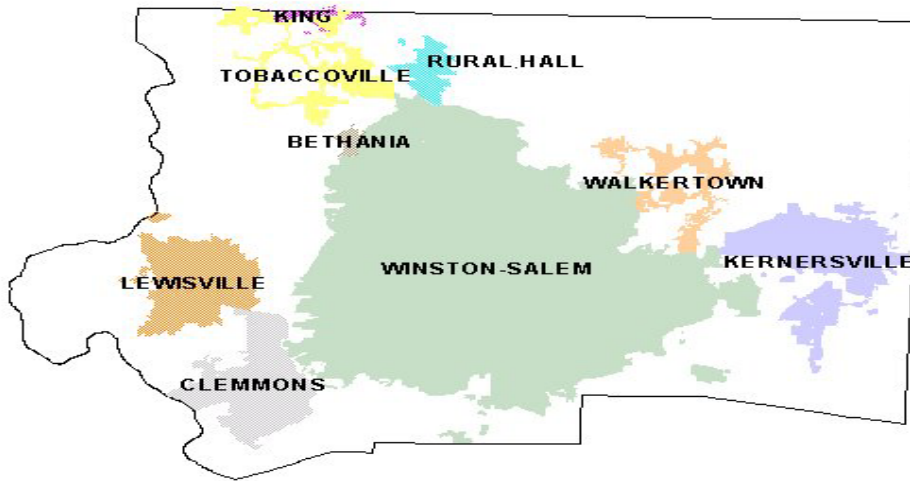 KING
TOBACCOVILLE
RURAL.HALL
BETHANIA
WALKERTOWN
WINSTON-SALEM
KERNERSVILLE
LEWISVILLE
CLEMMONS